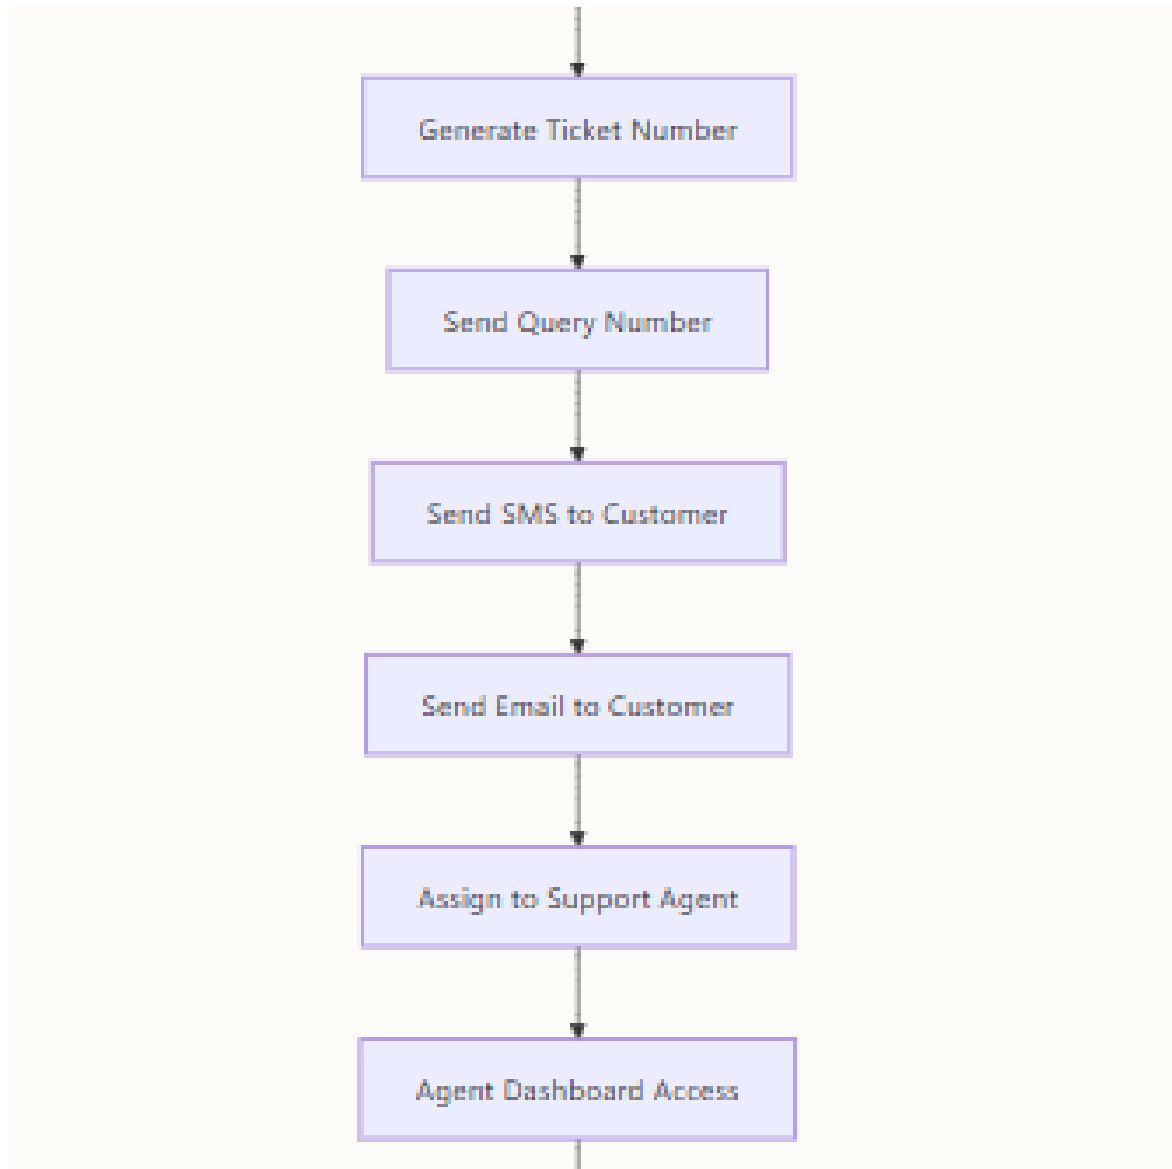 Generate Ticket Number
Send Query Number
Send SMS to Customer
Send Email to Customer
Assign to Support Agent
Agent Dashboard Access